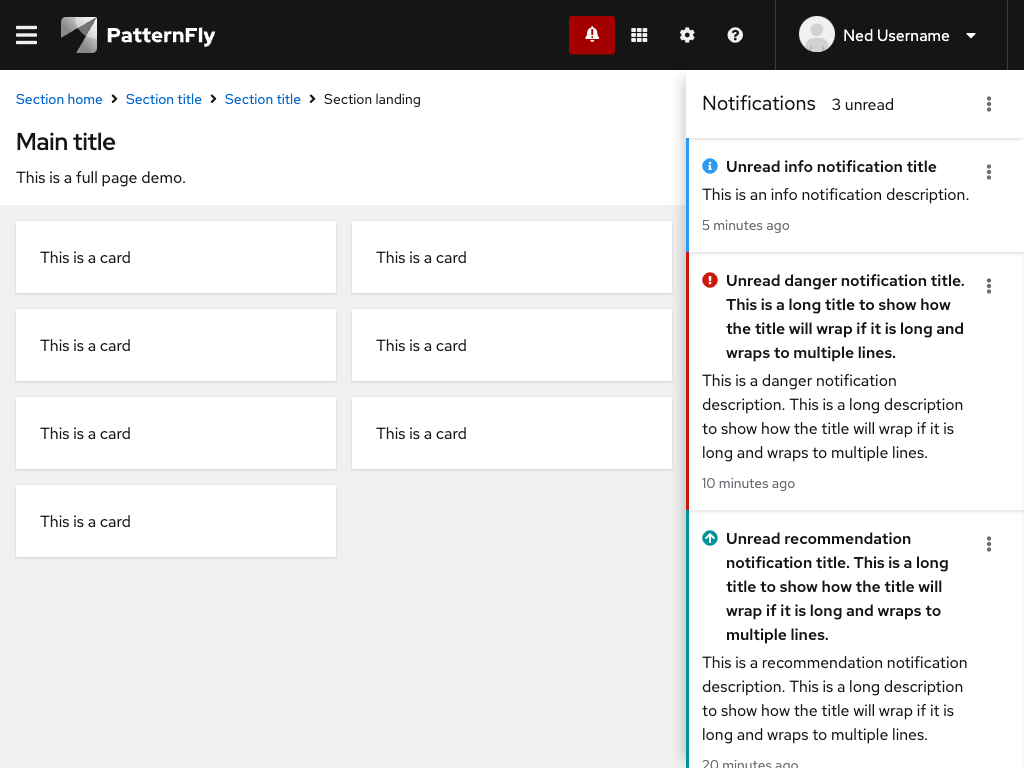 PatternFly
Ned Username
Section home > Section title > Section title > Section landing
Main title
This is a full page demo.
This is a card
This is a card
This is a card
This is a card
This is a card
This is a card
This is a card
Notifications 3 unread
Unread info notification title
This is an info notification description.
5 minutes ago
Unread danger notification title.
This is a long title to show how
the title will wrap if it is long and
wraps to multiple lines.
This is a danger notification
description. This is a long description
to show how the title will wrap if it is
long and wraps to multiple lines.
10 minutes ago
Unread recommendation
notification title. This is a long
title to show how the title will
wrap if it is long and wraps to
multiple lines.
This is a recommendation notification
description. This is a long description
to show how the title will wrap if it is
long and wraps to multiple lines.
20 minutes ago